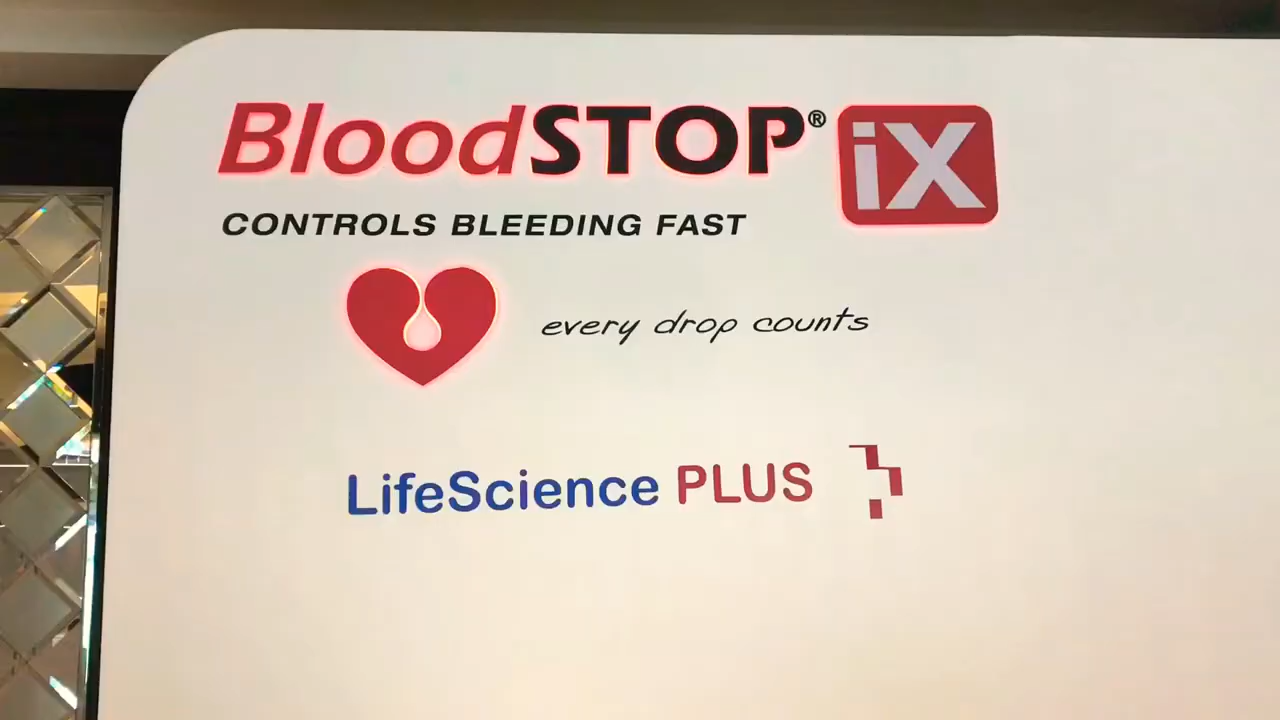 BloodSTOP® iX
CONTROLS BLEEDING FAST
every drop counts
LifeScience PLUS